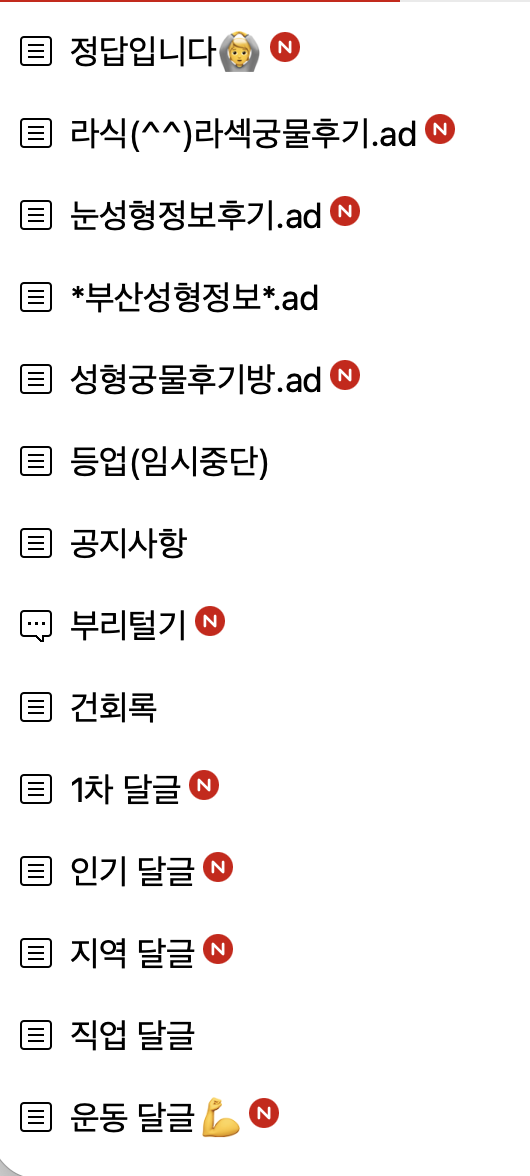 정답입니다🙆 N
라식(^^)라섹궁물후기.ad N
눈성형정보후기.ad N
*부산성형정보*.ad
성형궁물후기방.ad N
등업(임시중단)
공지사항
부리털기 N
건회록
1차 달글 N
인기 달글 N
지역 달글 N
직업 달글
운동 달글💪 N